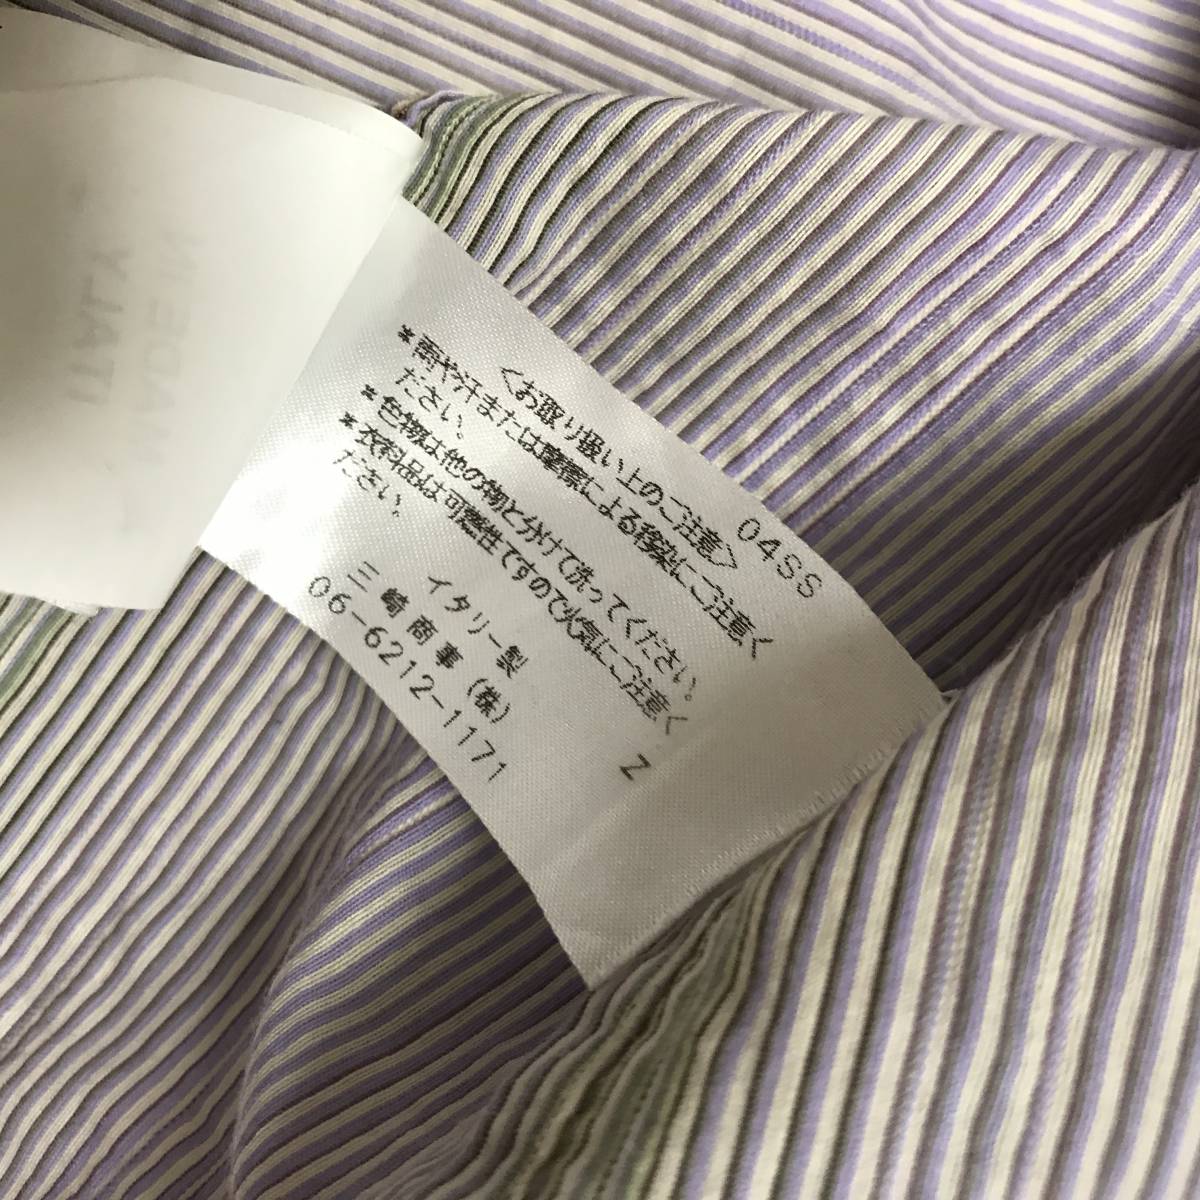 04SS
〈お取り扱い上のご注意〉
*雨や汗または摩擦による移染にご注意く
ださい。
*色物は他の物と分けて洗ってください。
*衣料品は可燃性ですので火気にご注意く
ださい。
Z
イタリー製
三崎商事(株)
06-6212-1171
MADE IN
ITALY